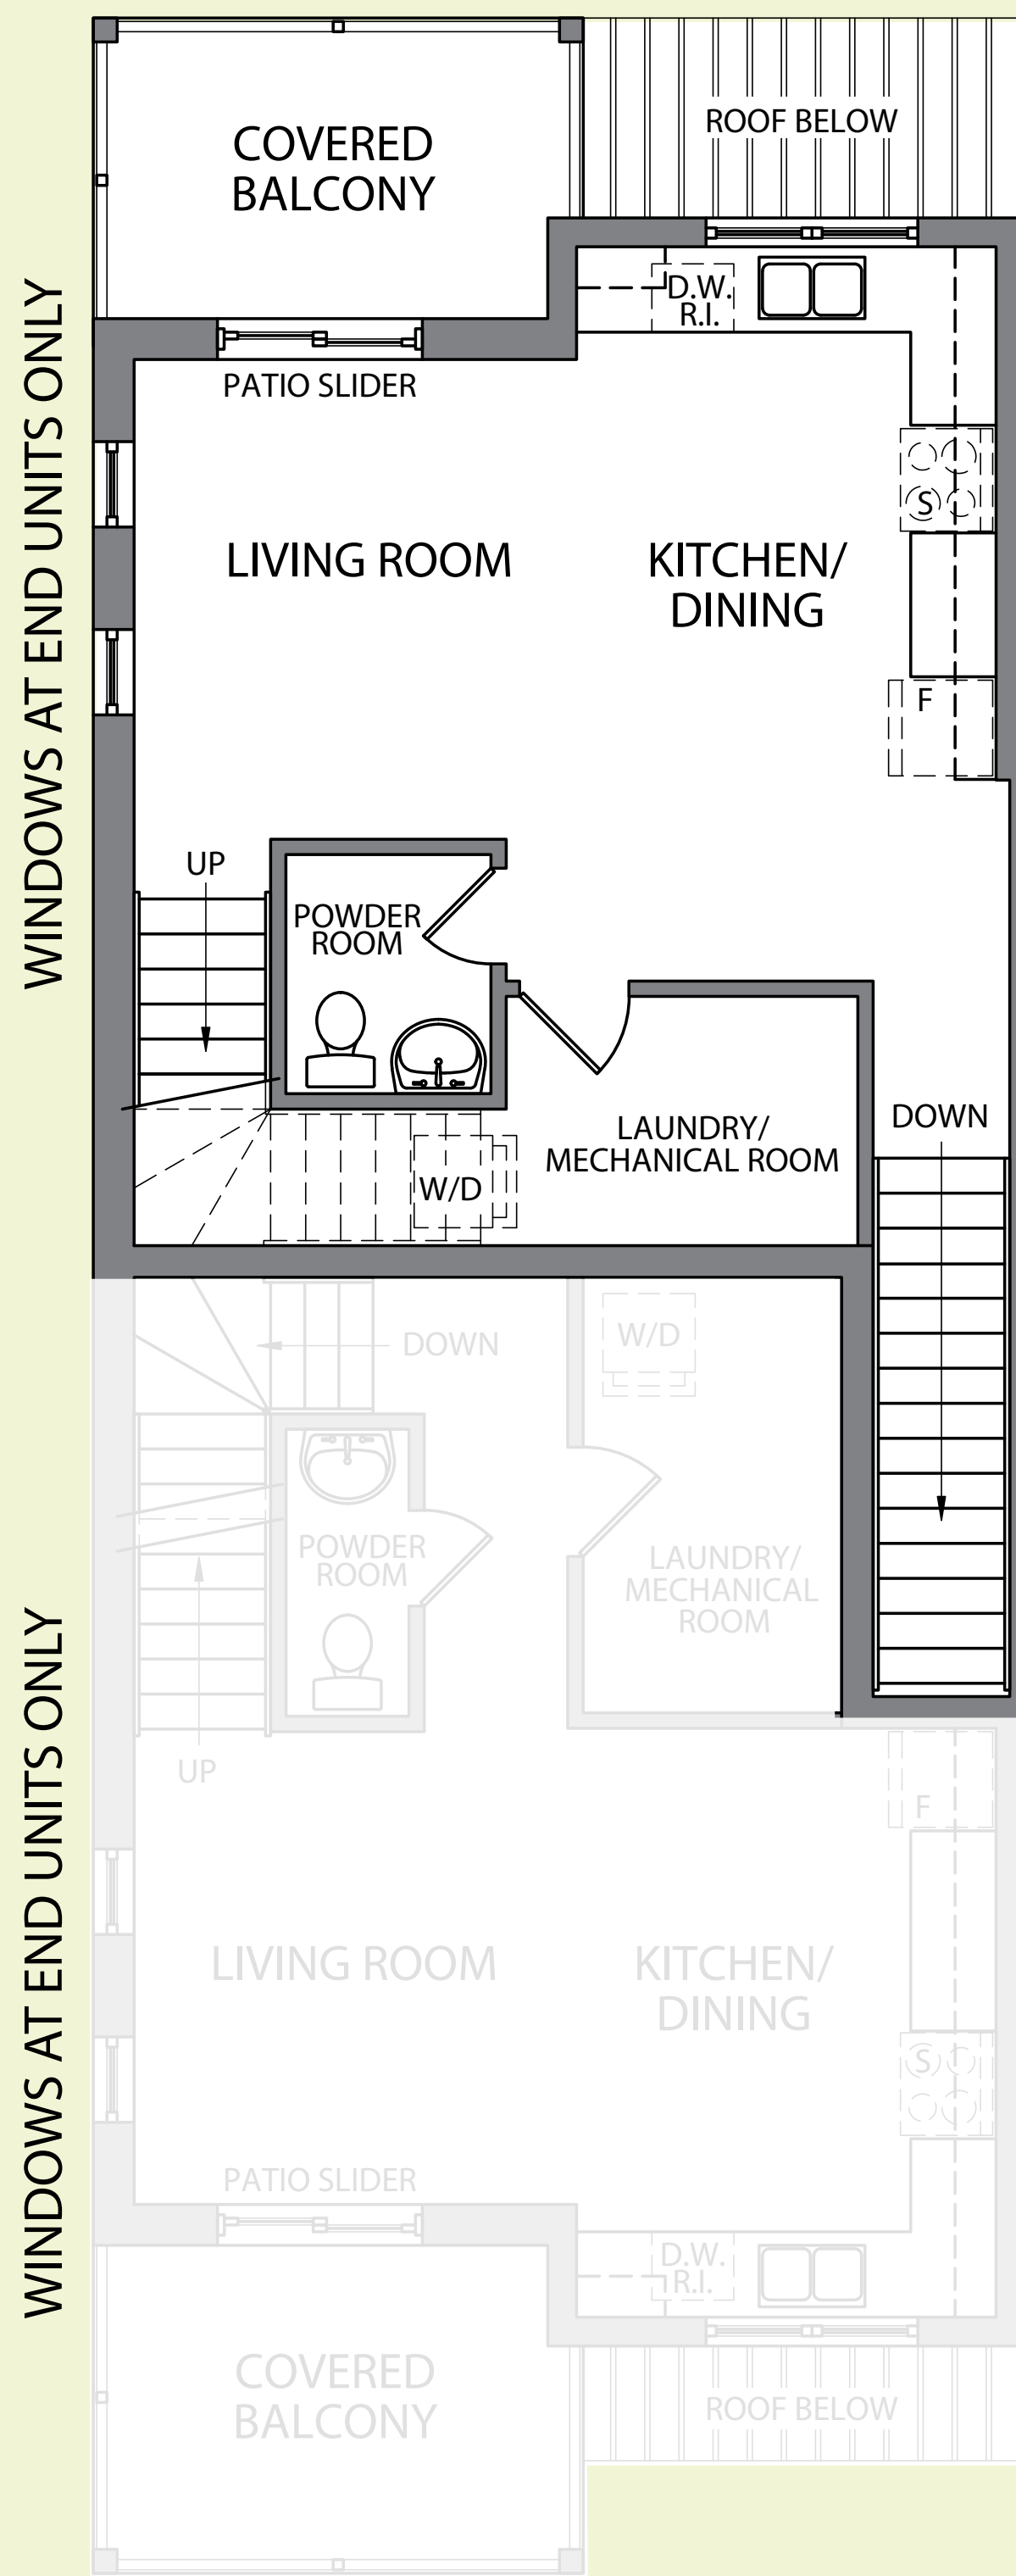 COVERED
BALCONY
ROOF BELOW
D.W.
R.I.
PATIO SLIDER
WINDOWS AT END UNITS ONLY
S
LIVING ROOM
KITCHEN/
DINING
F
UP
POWDER
ROOM
LAUNDRY/
MECHANICAL ROOM
DOWN
W/D
DOWN
W/D
POWDER
ROOM
LAUNDRY/
MECHANICAL
ROOM
WINDOWS AT END UNITS ONLY
UP
F
LIVING ROOM
KITCHEN/
DINING
S
PATIO SLIDER
D.W.
R.I.
COVERED
BALCONY
ROOF BELOW